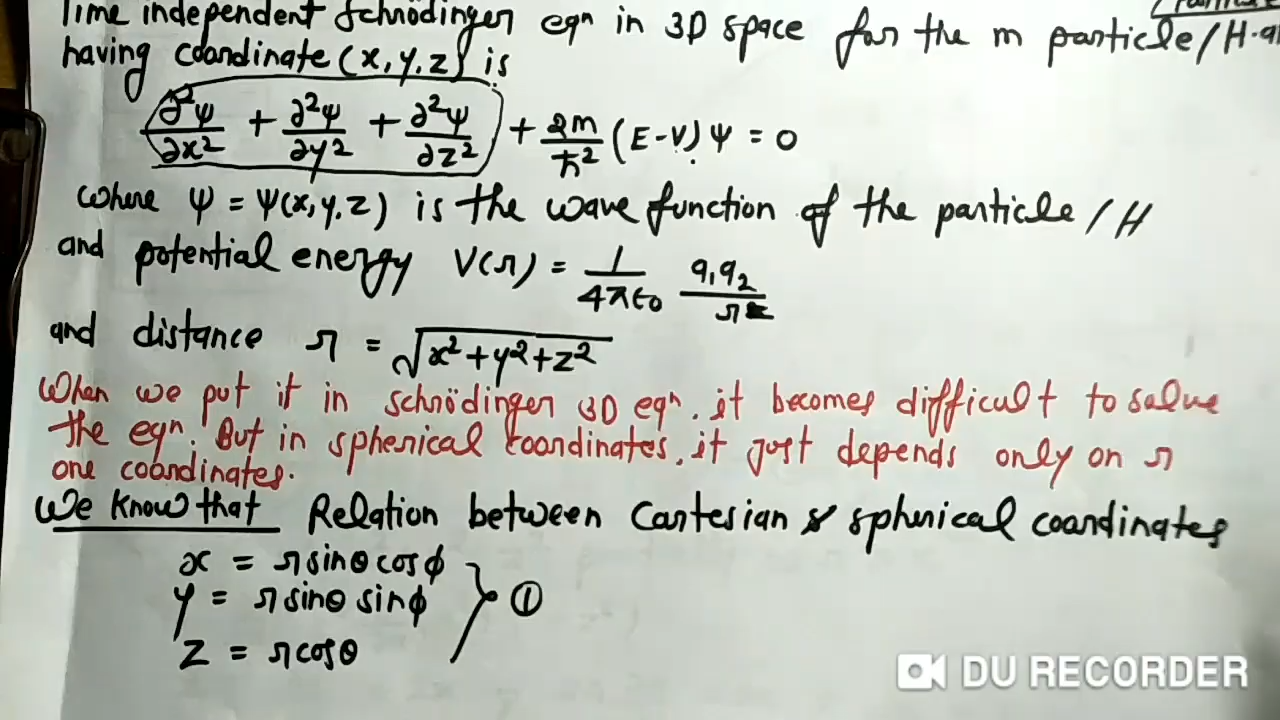 Time independent Schrödinger eqⁿ in 3D space for the m particle/H-a
having coordinate (x, y, z) is
∂²ψ/∂x² + ∂²ψ/∂y² + ∂²ψ/∂z² + 2m/ħ² (E-V) ψ = 0
where ψ = ψ(x, y, z) is the wave function of the particle / H
and potential energy V(r) = 1/4πϵ₀ q₁q₂/r
and distance r = √x²+y²+z²
When we put it in schrödinger 3D eqⁿ, it becomes difficult to solve
the eqⁿ. But in spherical coordinates, it just depends only on r
one coordinates.
We know that Relation between Cartesian & spherical coordinates
x = r sinθ cosϕ
y = r sinθ sinϕ } ①
z = r cosθ
DU RECORDER